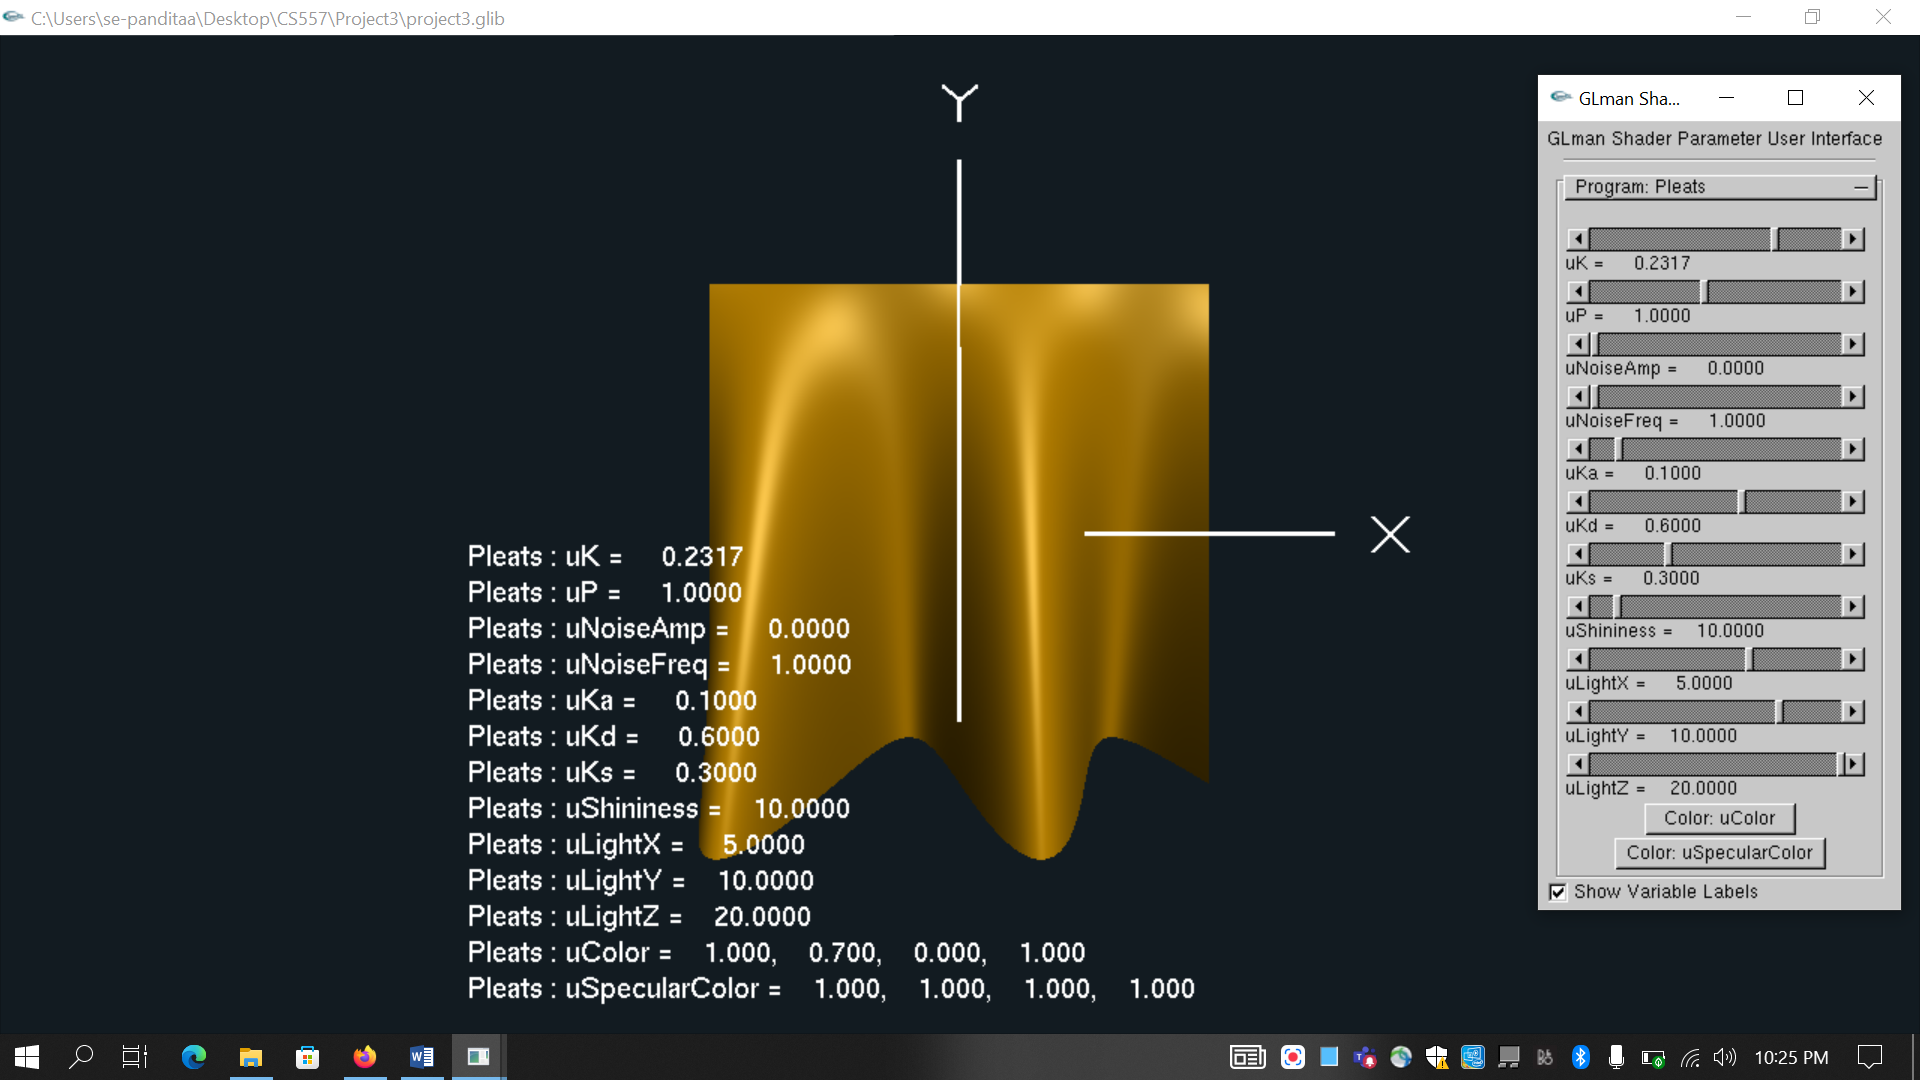 C:\Users\se-panditaa\Desktop\CS557\Project3\project3.glib
Y
X
Pleats : uK = 0.2317
Pleats : uP = 1.0000
Pleats : uNoiseAmp = 0.0000
Pleats : uNoiseFreq = 1.0000
Pleats : uKa = 0.1000
Pleats : uKd = 0.6000
Pleats : uKs = 0.3000
Pleats : uShininess = 10.0000
Pleats : uLightX = 5.0000
Pleats : uLightY = 10.0000
Pleats : uLightZ = 20.0000
Pleats : uColor = 1.000, 0.700, 0.000, 1.000
Pleats : uSpecularColor = 1.000, 1.000, 1.000, 1.000
GLman Sha...
GLman Shader Parameter User Interface
Program: Pleats
uK = 0.2317
uP = 1.0000
uNoiseAmp = 0.0000
uNoiseFreq = 1.0000
uKa = 0.1000
uKd = 0.6000
uKs = 0.3000
uShininess = 10.0000
uLightX = 5.0000
uLightY = 10.0000
uLightZ = 20.0000
Color: uColor
Color: uSpecularColor
Show Variable Labels
10:25 PM